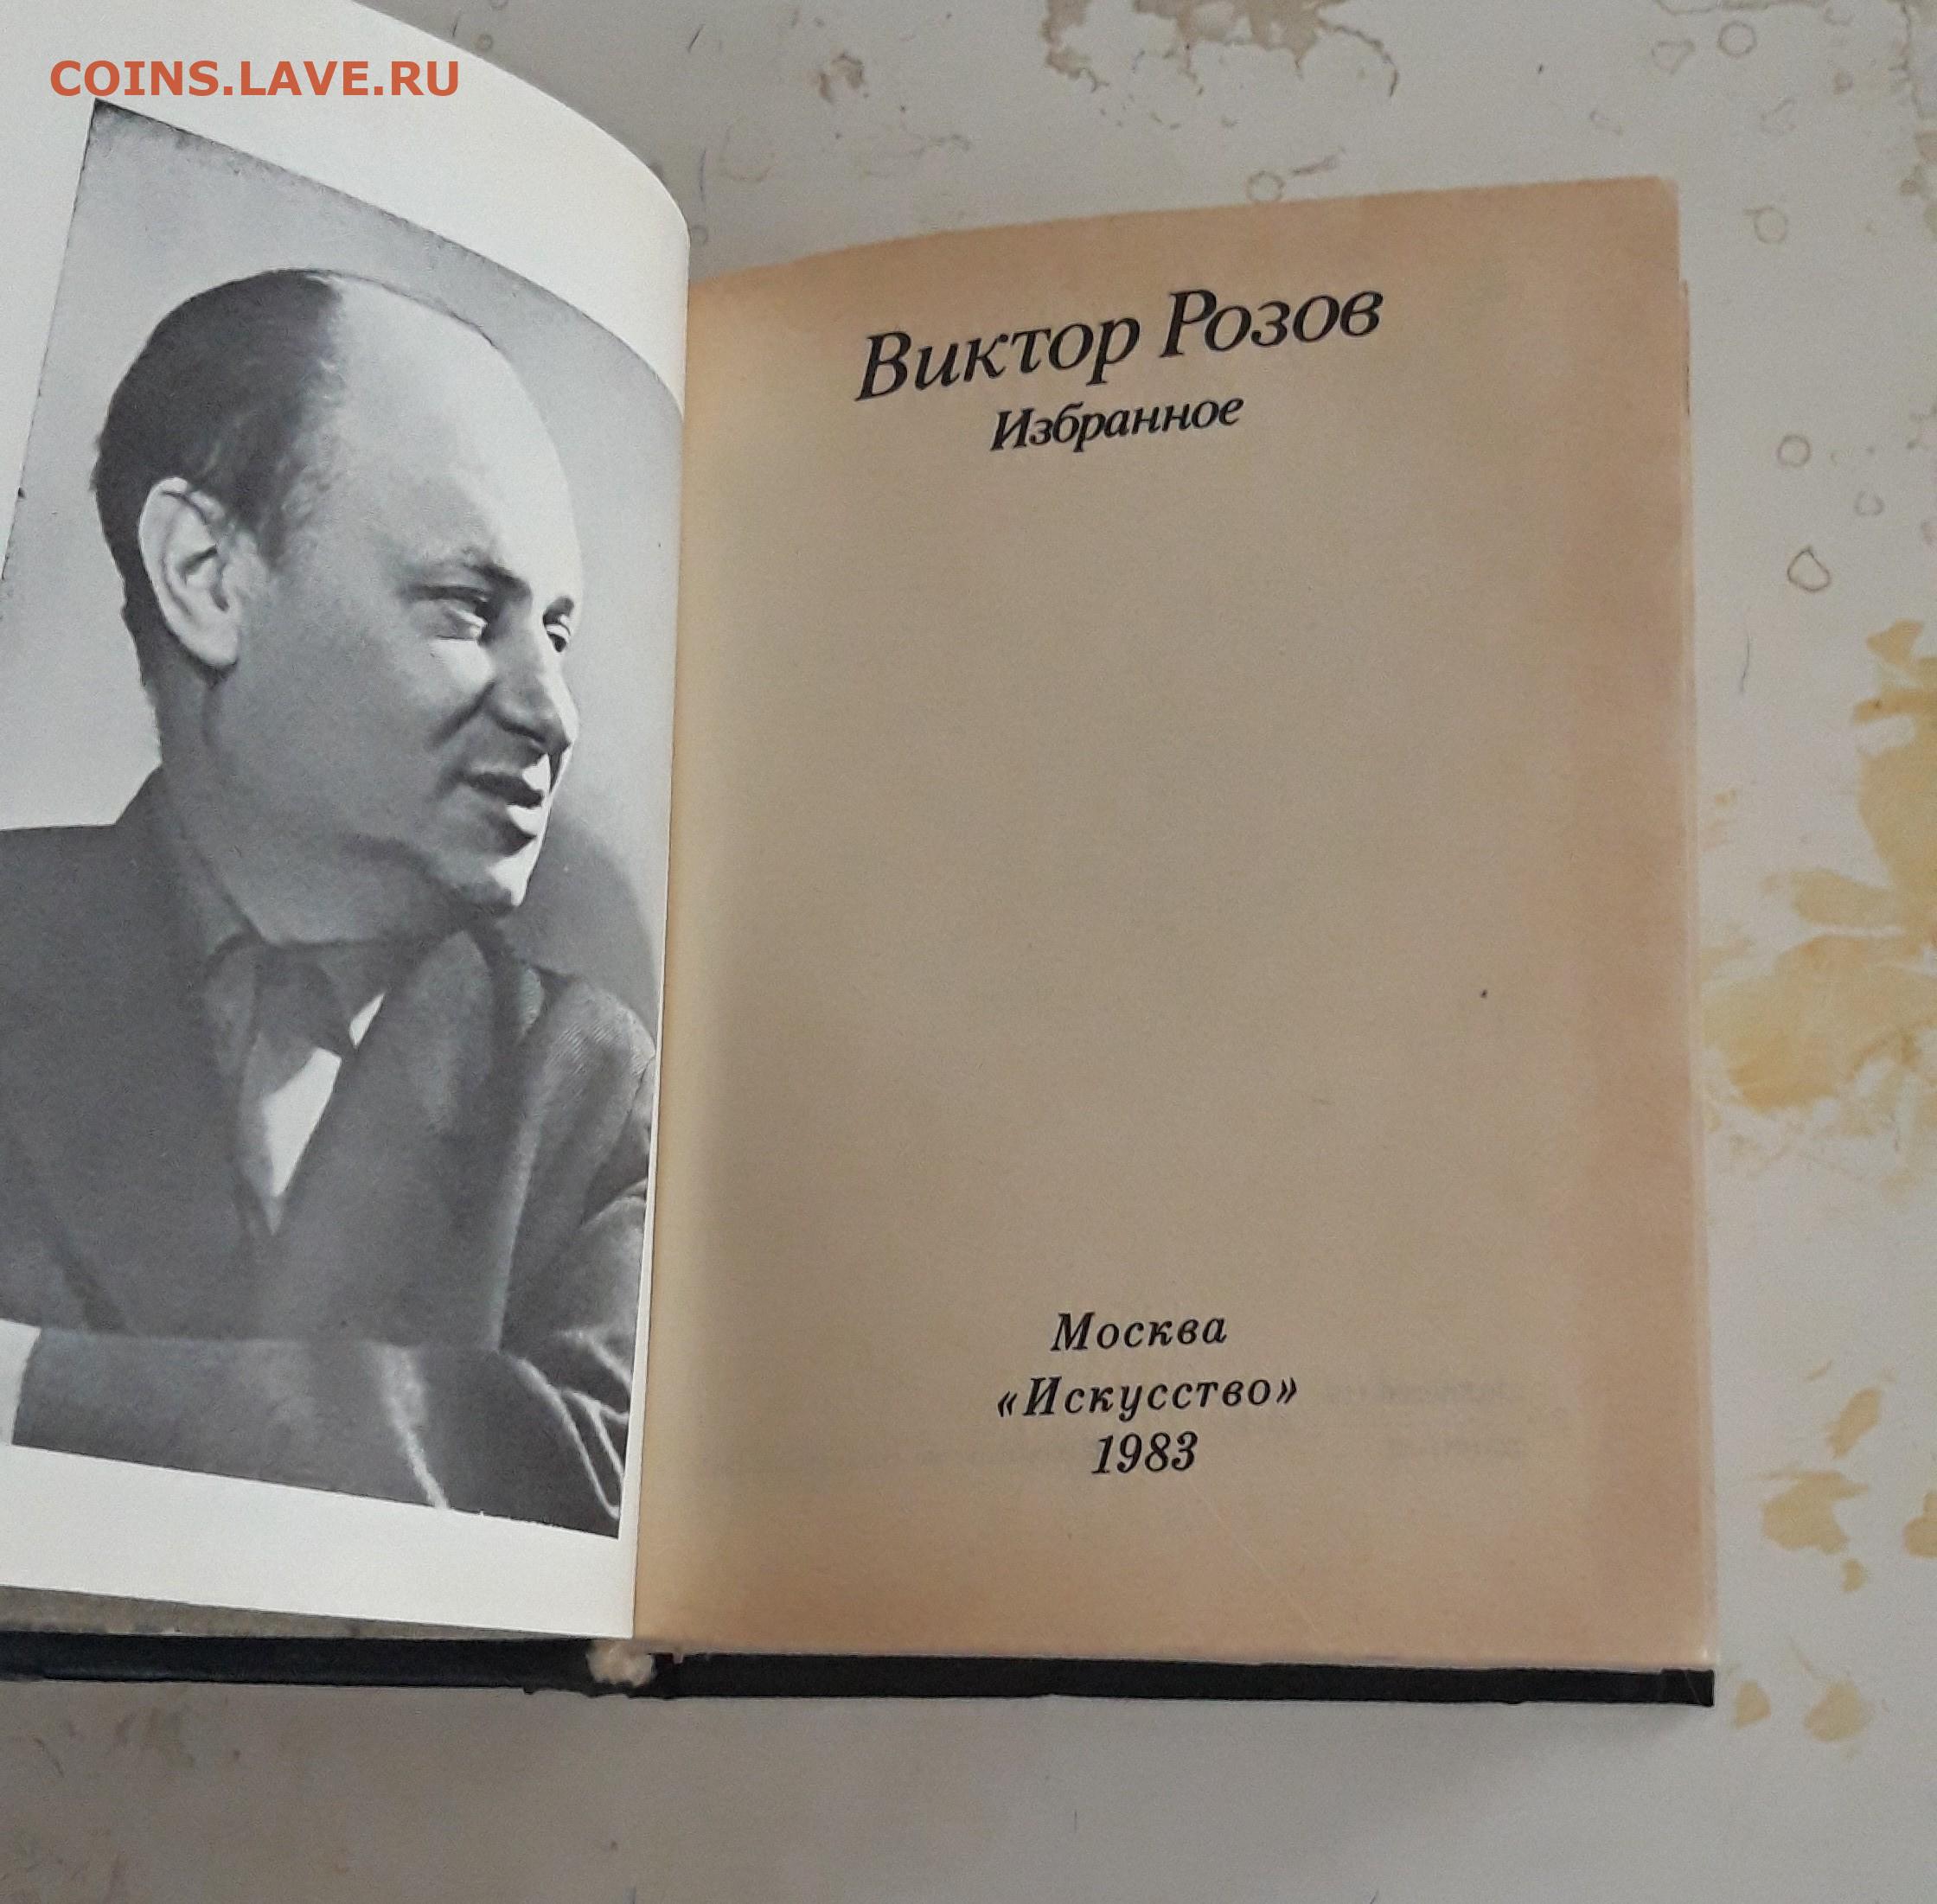 COINS.LAVE.RU
Виктор Розов
Избранное
Москва
«Искусство»
1983